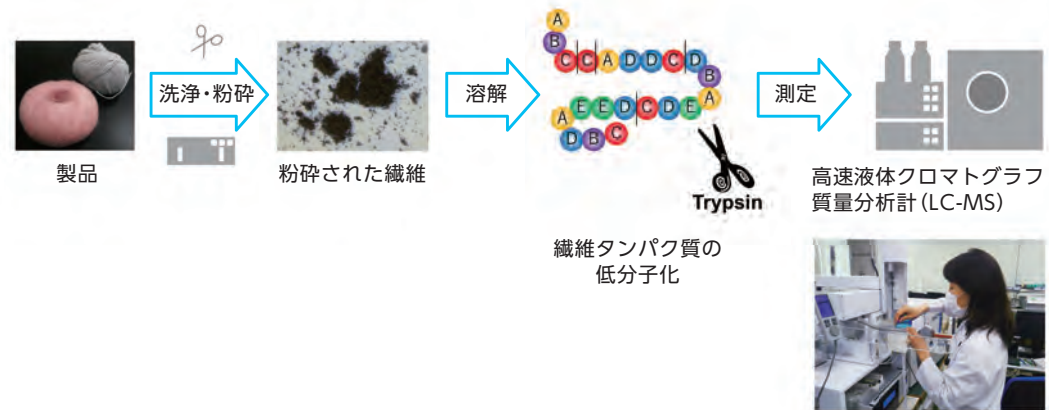 製品
洗浄・粉砕
粉砕された繊維
溶解
A
B
C C A D D C D
B
A
A E E D C D E
D B C
Trypsin
繊維タンパク質の
低分子化
測定
高速液体クロマトグラフ
質量分析計(LC-MS)